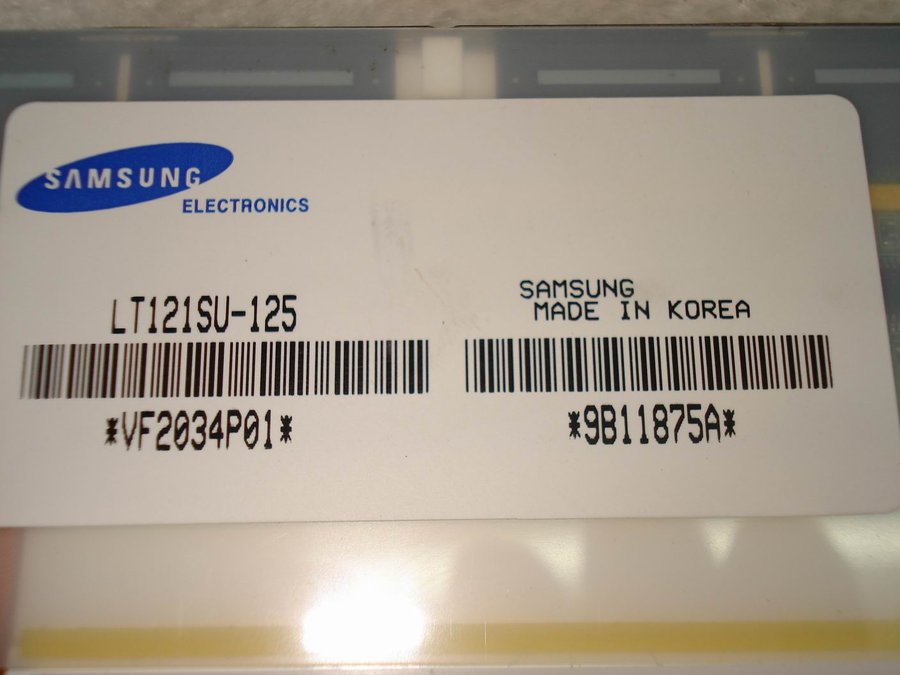 SAMSUNG
ELECTRONICS
LT121SU-125
SAMSUNG
MADE IN KOREA
*VF2034P01*
*9B11875A*